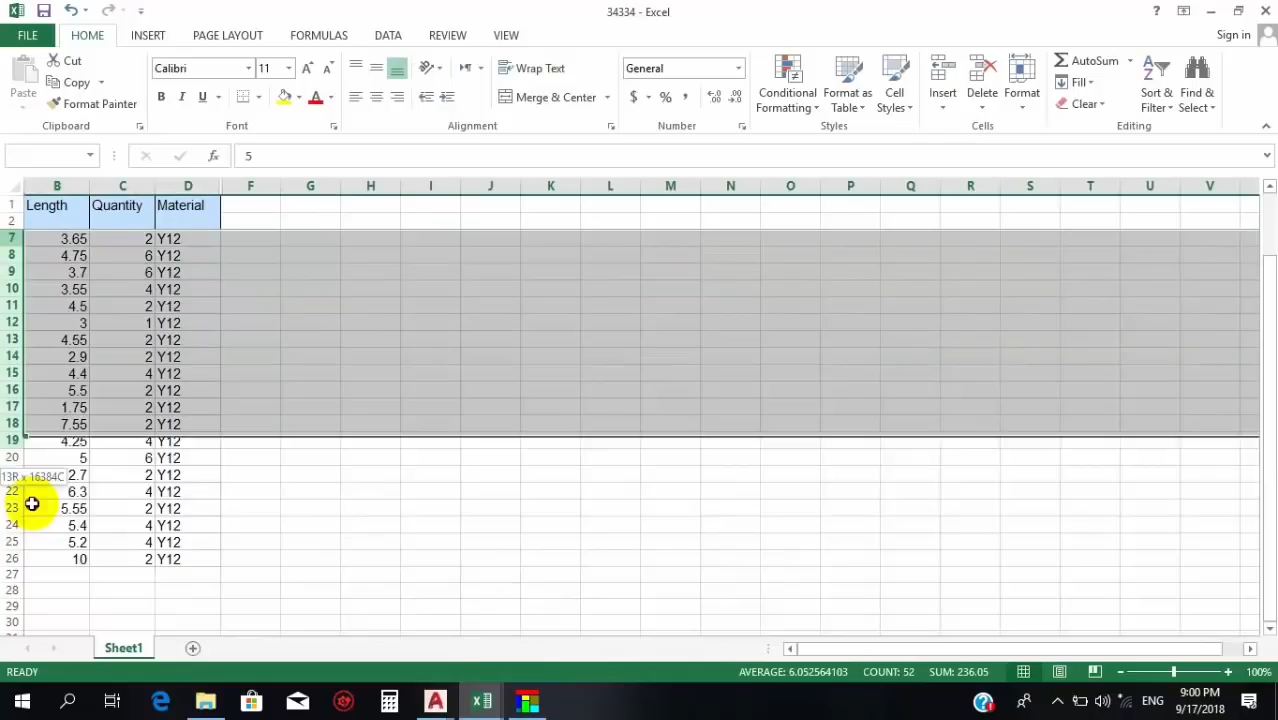 34334 - Excel
FILE HOME INSERT PAGE LAYOUT FORMULAS DATA REVIEW VIEW Sign in
Cut
Copy
Format Painter
Paste
Clipboard
Calibri 11
B I U
Font
Wrap Text
Merge & Center
Alignment
General
$ % ,
Number
Conditional Formatting
Format as Table
Cell Styles
Styles
Insert Delete Format
Cells
AutoSum
Fill
Clear
Sort & Filter
Find & Select
Editing
fx 5
B C D F G H I J K L M N O P Q R S T U V
1 Length Quantity Material
2
7 3.65 2 Y12
8 4.75 6 Y12
9 3.7 6 Y12
10 3.55 4 Y12
11 4.5 2 Y12
12 3 1 Y12
13 4.55 2 Y12
14 2.9 2 Y12
15 4.4 4 Y12
16 5.5 2 Y12
17 1.75 2 Y12
18 7.55 2 Y12
19 4.25 4 Y12
20 5 6 Y12
13R x 16384C 2.7 2 Y12
22 6.3 4 Y12
23 5.55 2 Y12
24 5.4 4 Y12
25 5.2 4 Y12
26 10 2 Y12
27
28
29
30
Sheet1
READY AVERAGE: 6.052564103 COUNT: 52 SUM: 236.05 100%
ENG 9:00 PM
9/17/2018